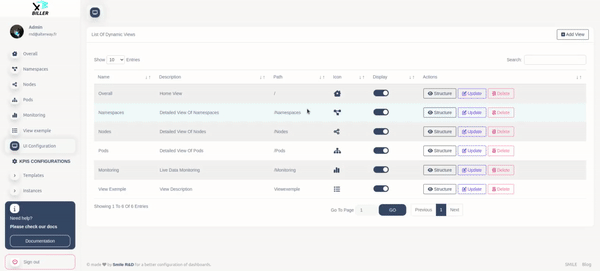 X
BILLER
Admin
Overall
Namespaces
Nodes
Pods
Monitoring
View exemple
UI Configuration
KPIS CONFIGURATIONS
Templates
Instances
Need help?
Please check our docs
Documentation
Sign out
List Of Dynamic Views
Add View
Show 10 Entries
Search:
Name Description Path Icon Display Actions
Overall Home View / Structure Update Delete
Namespaces Detailed View Of Namespaces /Namespaces Structure Update Delete
Nodes Detailed View Of Nodes /Nodes Structure Update Delete
Pods Detailed View Of Pods /Pods Structure Update Delete
Monitoring Live Data Monitoring /Monitoring Structure Update Delete
View Exemple View Description Structure Update Delete
Showing 1 To 6 Of 6 Entries
Go To Page 1 GO Previous 1 Next
© made by Smile R&D for a better configuration of dashboards.
SMILE Blog